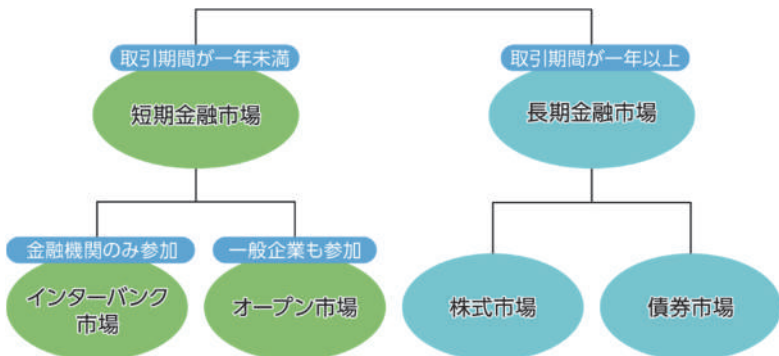 取引期間が一年未満
取引期間が一年以上
短期金融市場
長期金融市場
金融機関のみ参加
一般企業も参加
インターバンク
市場
オープン市場
株式市場
債券市場